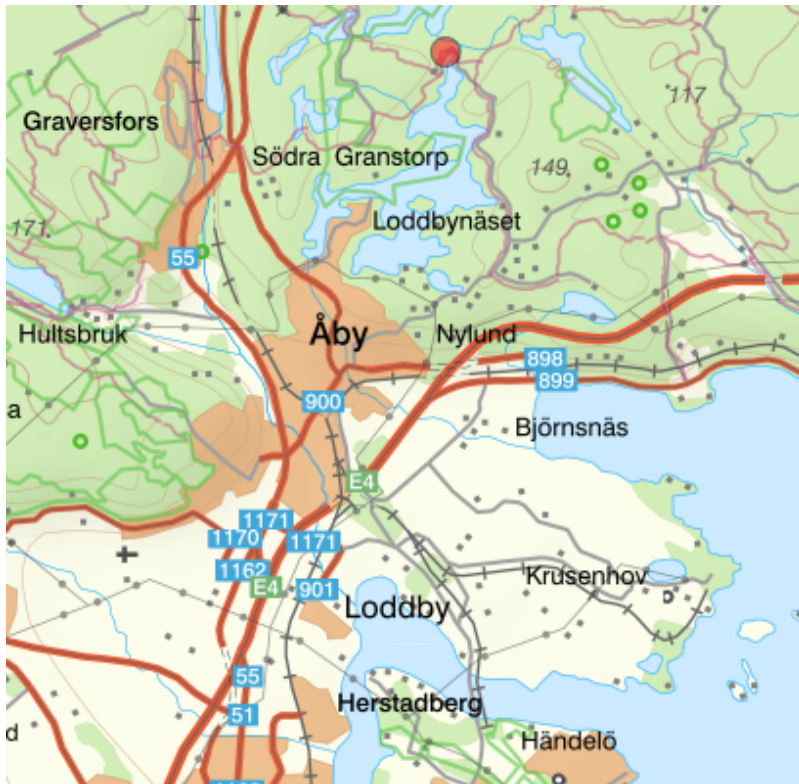 117
Graversfors
Södra Granstorp
149
Loddbynäset
171
55
Hultsbruk
Åby
Nylund
898
899
900
a
Björnsnäs
E4
1171
1170
1171
1162
E4
901
Krusenhov
Loddby
55
Herstadberg
51
d
Händelö